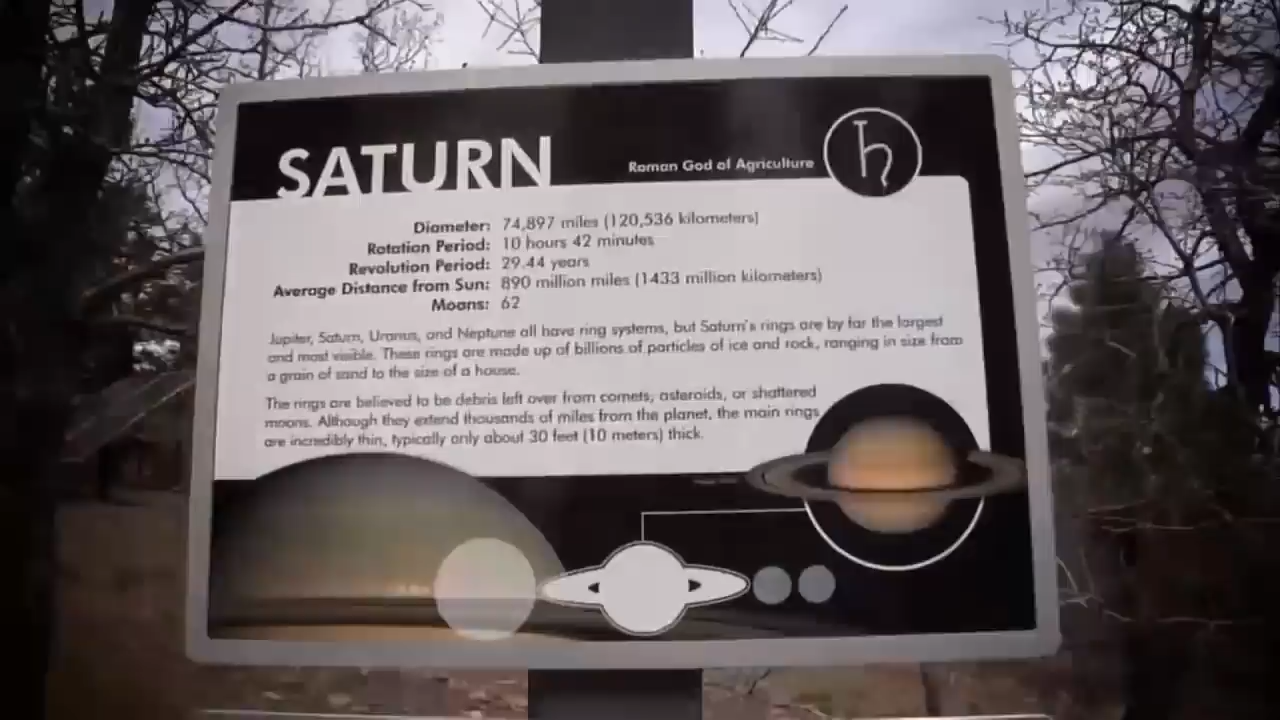 SATURN
Roman God of Agriculture
Diameter: 74,897 miles (120,536 kilometers)
Rotation Period: 10 hours 42 minutes
Revolution Period: 29.44 years
Average Distance from Sun: 890 million miles (1433 million kilometers)
Moons: 62
Jupiter, Saturn, Uranus, and Neptune all have ring systems, but Saturn's rings are by far the largest
and most visible. These rings are made up of billions of particles of ice and rock, ranging in size from
a grain of sand to the size of a house.
The rings are believed to be debris left over from comets, asteroids, or shattered
moons. Although they extend thousands of miles from the planet, the main rings
are incredibly thin, typically only about 30 feet (10 meters) thick.